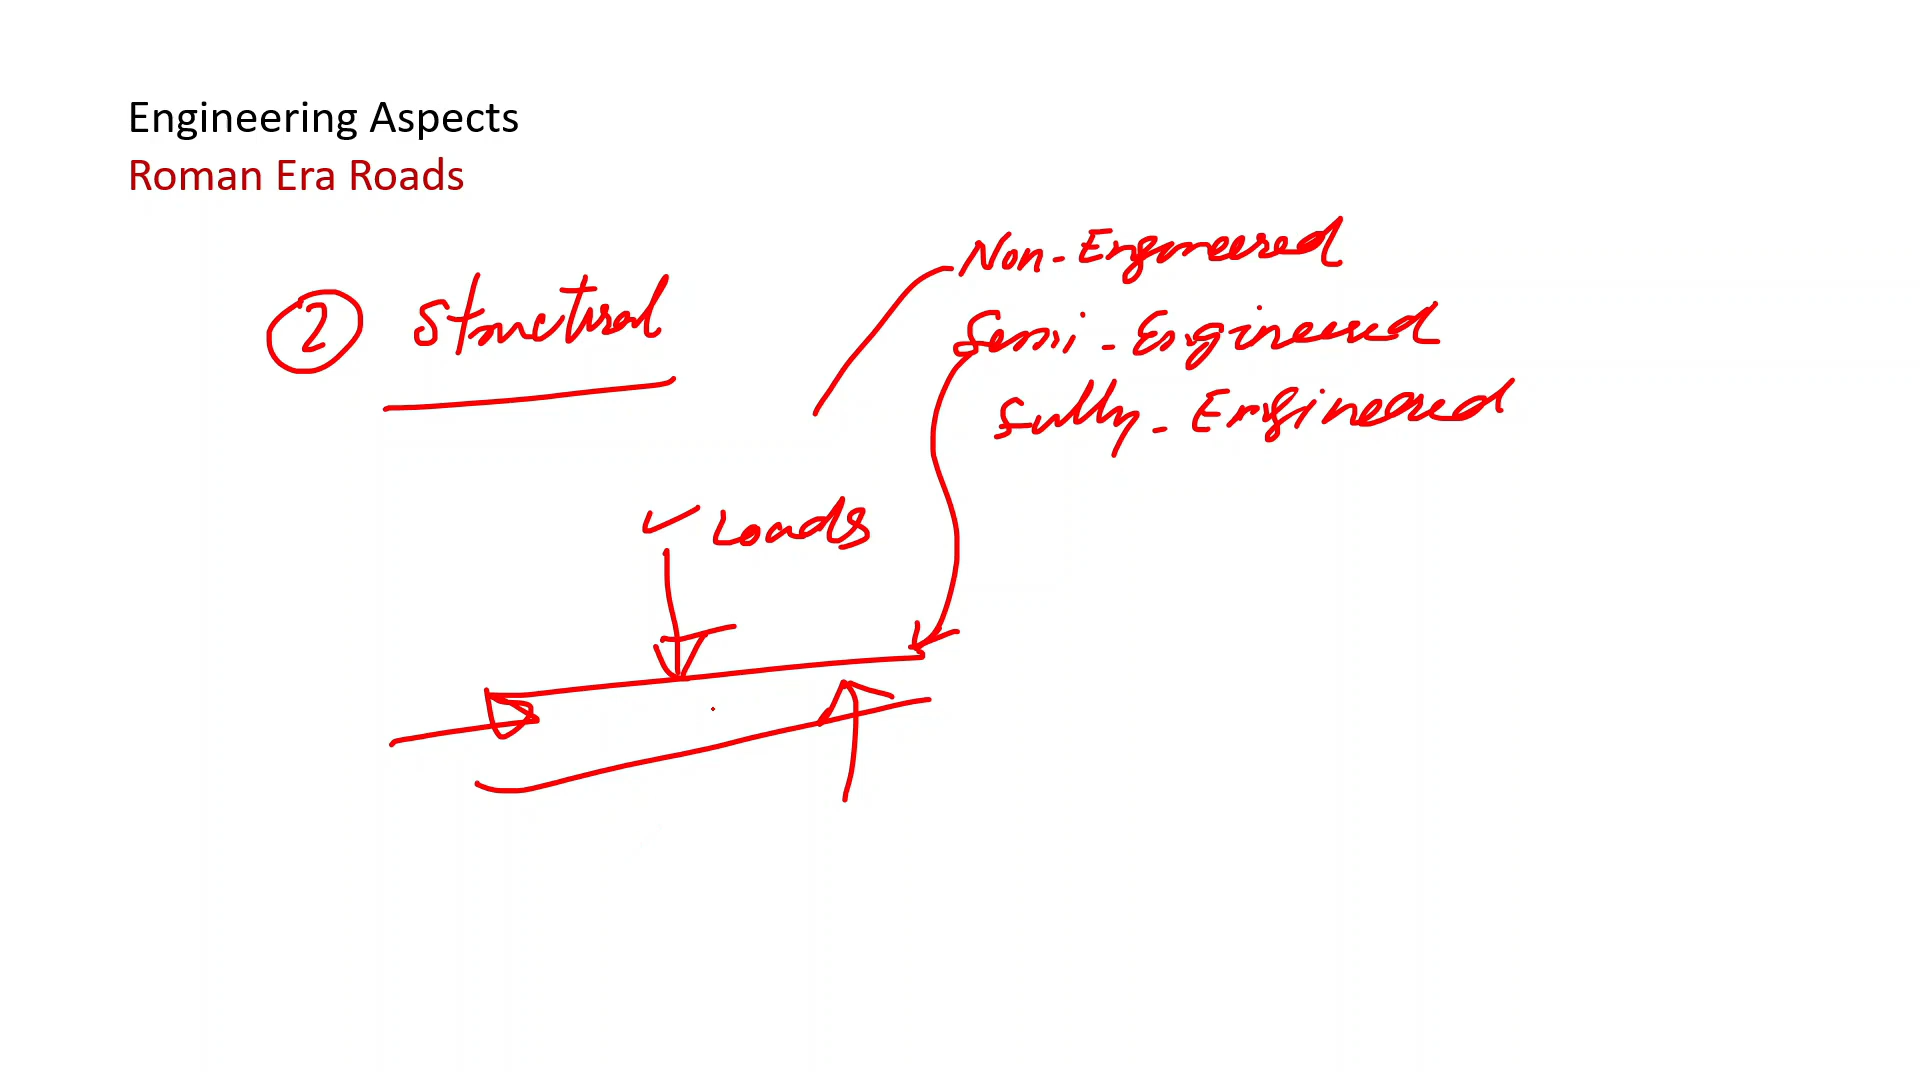 Engineering Aspects
Roman Era Roads
Non-Engineered
② Structural
Semi-Engineered
Fully-Engineered
✓ Loads